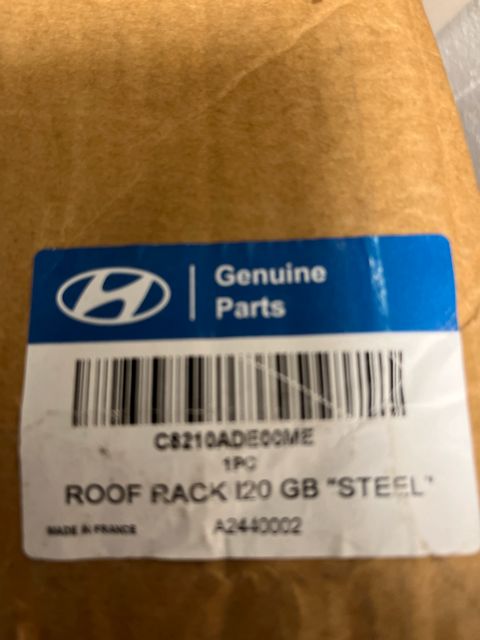 Genuine
Parts
C8210ADE00ME
1PC
ROOF RACK I20 GB "STEEL"
MADE IN FRANCE
A2440002